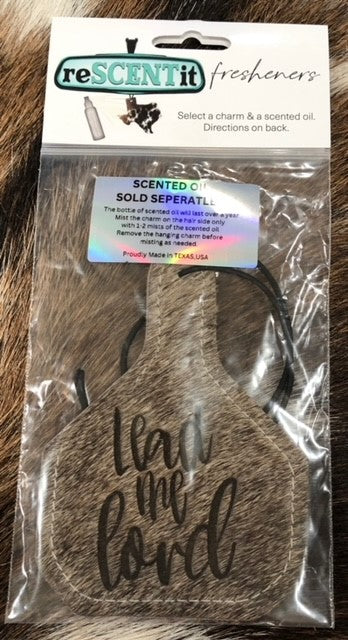 reSCENTit fresheners
Select a charm & a scented oil.
Directions on back.
SCENTED OIL
SOLD SEPERATLE
The bottle of scented oil will last over a year
Mist the charm on the hair side only
with 1-2 mists of the scented oil
Remove the hanging charm before
misting as needed
Proudly Made in TEXAS,USA
lead
me
lord